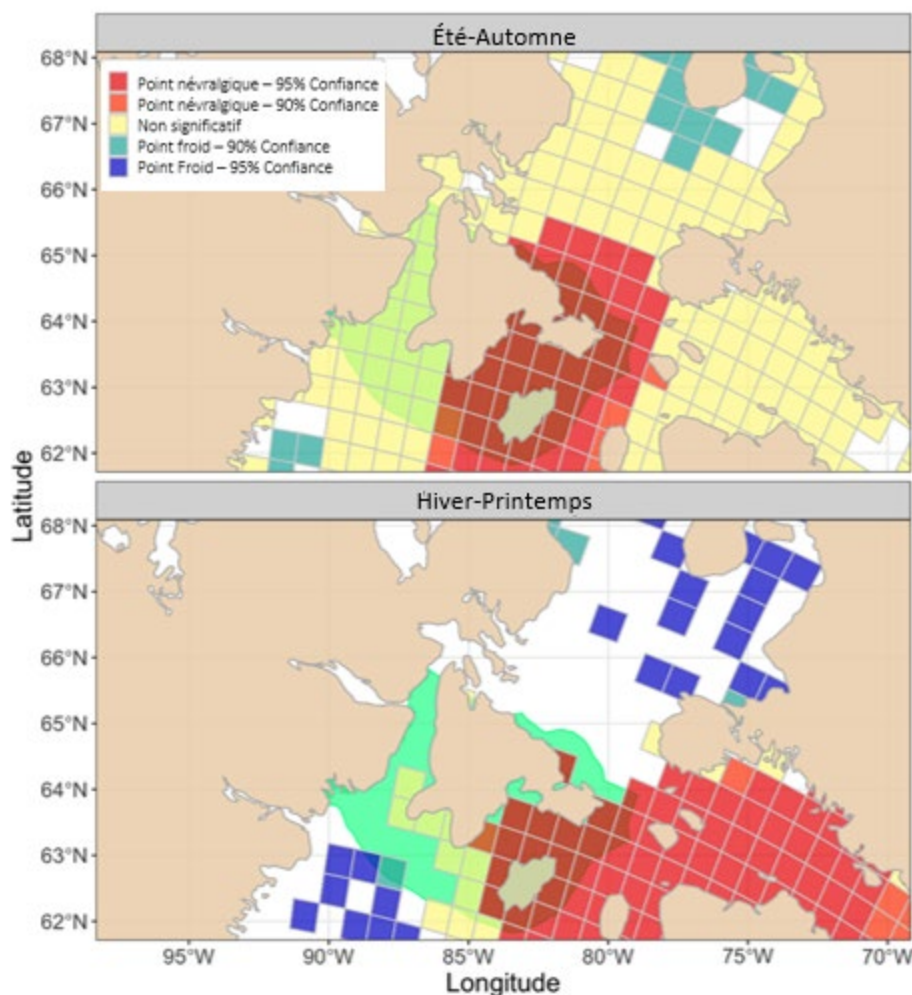 Été-Automne
68°N
67°N
66°N
65°N
64°N
63°N
62°N
Point névralgique – 95% Confiance
Point névralgique – 90% Confiance
Non significatif
Point froid – 90% Confiance
Point Froid – 95% Confiance
Latitude
Hiver-Printemps
68°N
67°N
66°N
65°N
64°N
63°N
62°N
95°W 90°W 85°W 80°W 75°W 70°W
Longitude